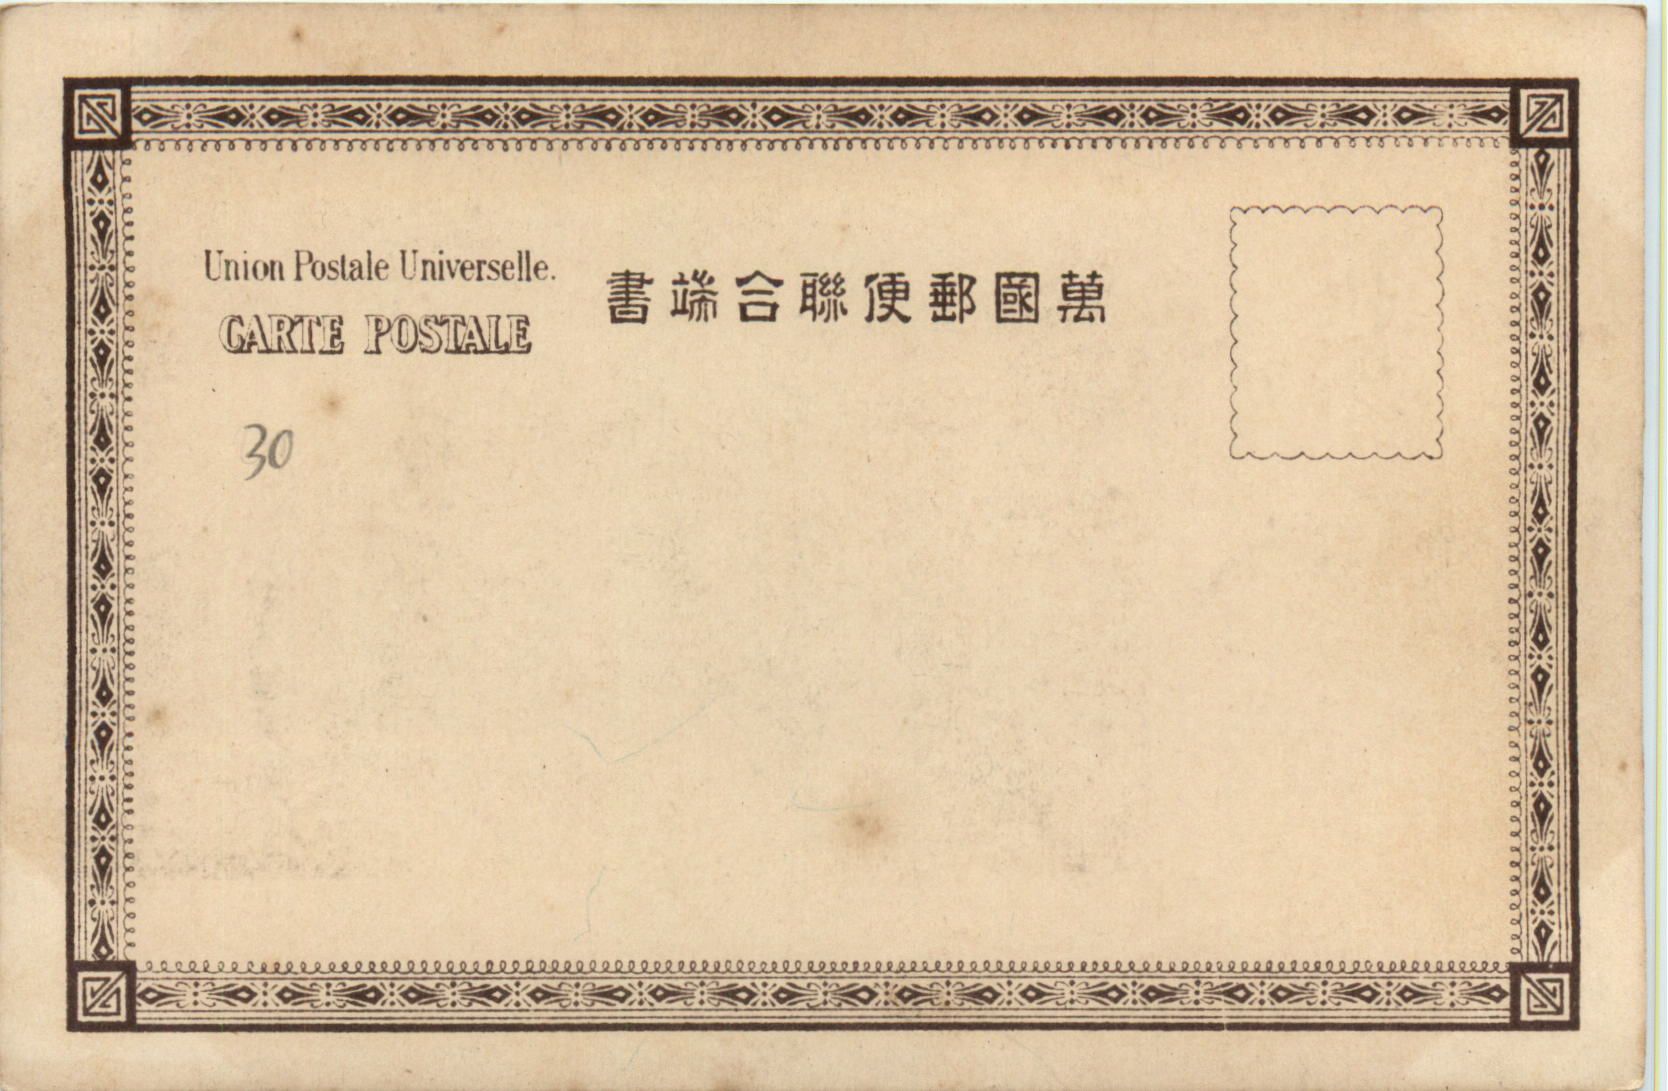 Union Postale Universelle.
CARTE POSTALE
萬國郵便聯合端書
30